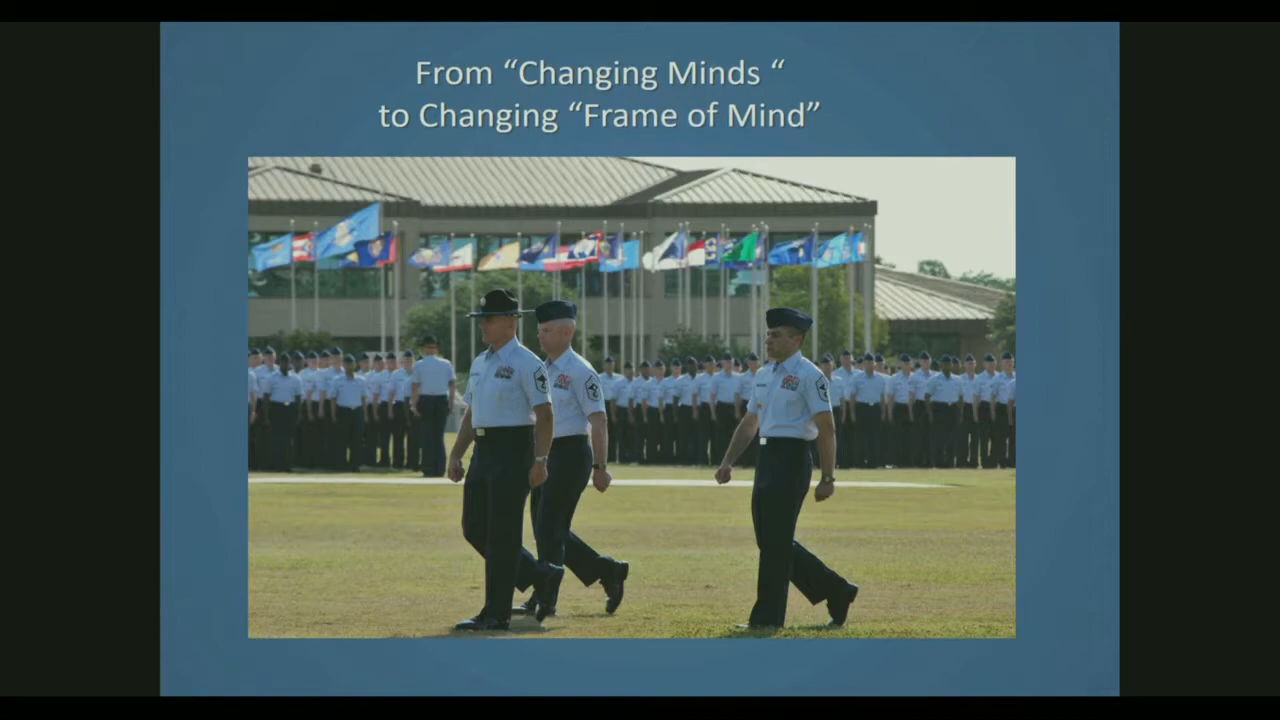 From “Changing Minds “
to Changing “Frame of Mind”